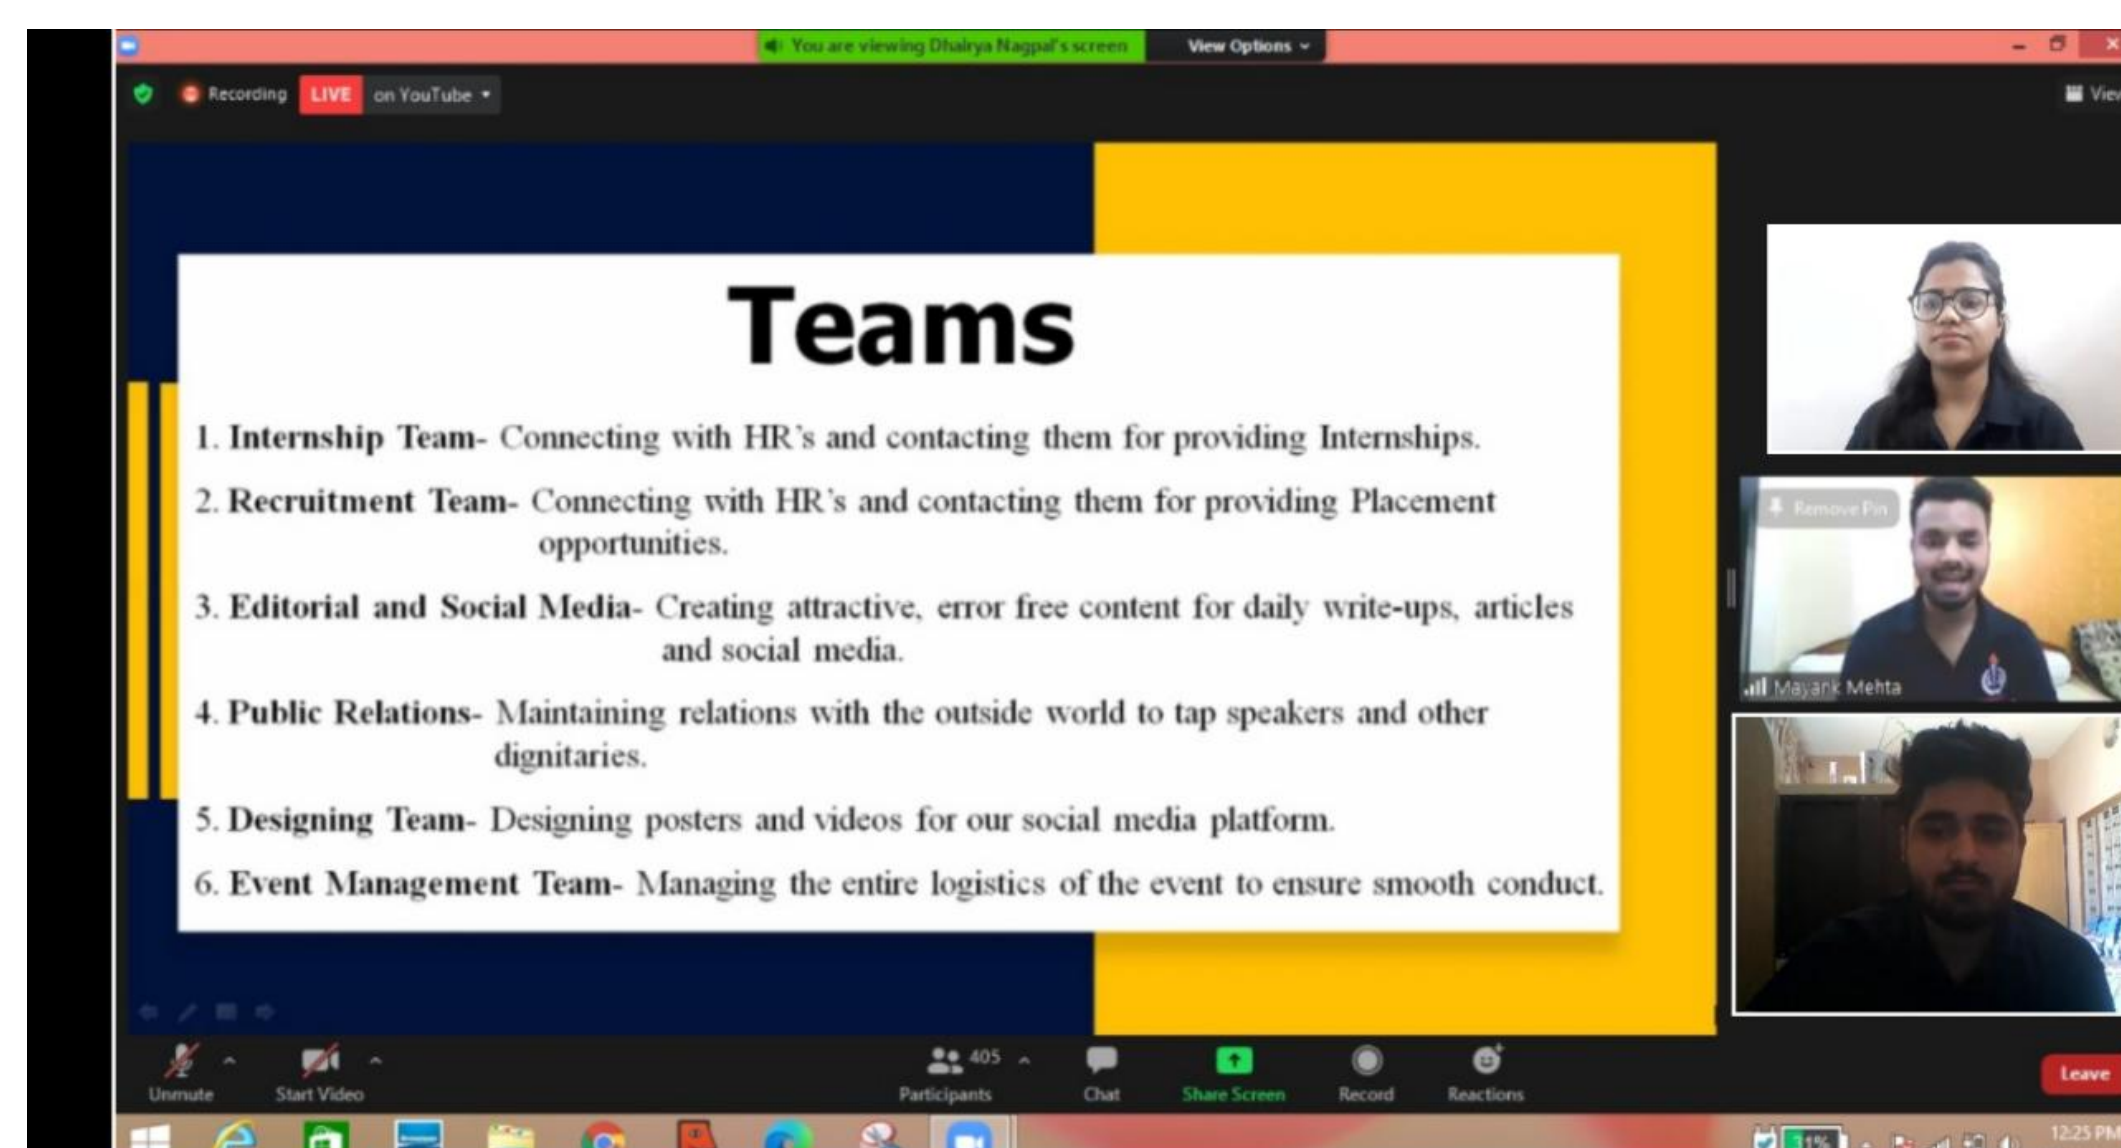 You are viewing Dhairya Nagpal's screen
View Options
Recording
LIVE
on YouTube
View
Teams
1. Internship Team- Connecting with HR's and contacting them for providing Internships.
2. Recruitment Team- Connecting with HR's and contacting them for providing Placement
opportunities.
3. Editorial and Social Media- Creating attractive, error free content for daily write-ups, articles
and social media.
4. Public Relations- Maintaining relations with the outside world to tap speakers and other
dignitaries.
5. Designing Team- Designing posters and videos for our social media platform.
6. Event Management Team- Managing the entire logistics of the event to ensure smooth conduct.
Remove Pin
Mayank Mehta
Unmute
Start Video
405
Participants
Chat
Share Screen
Record
Reactions
Leave
31%
12:25 PM